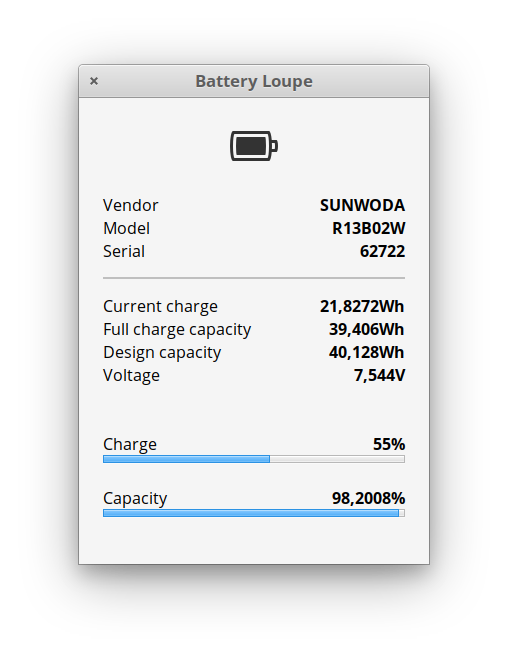 × Battery Loupe
Vendor SUNWODA
Model R13B02W
Serial 62722
Current charge 21,8272Wh
Full charge capacity 39,406Wh
Design capacity 40,128Wh
Voltage 7,544V
Charge 55%
Capacity 98,2008%